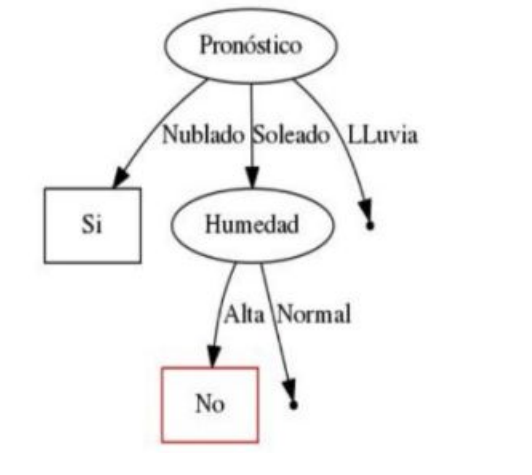 Pronóstico
Nublado Soleado LLuvia
Si Humedad
Alta Normal
No